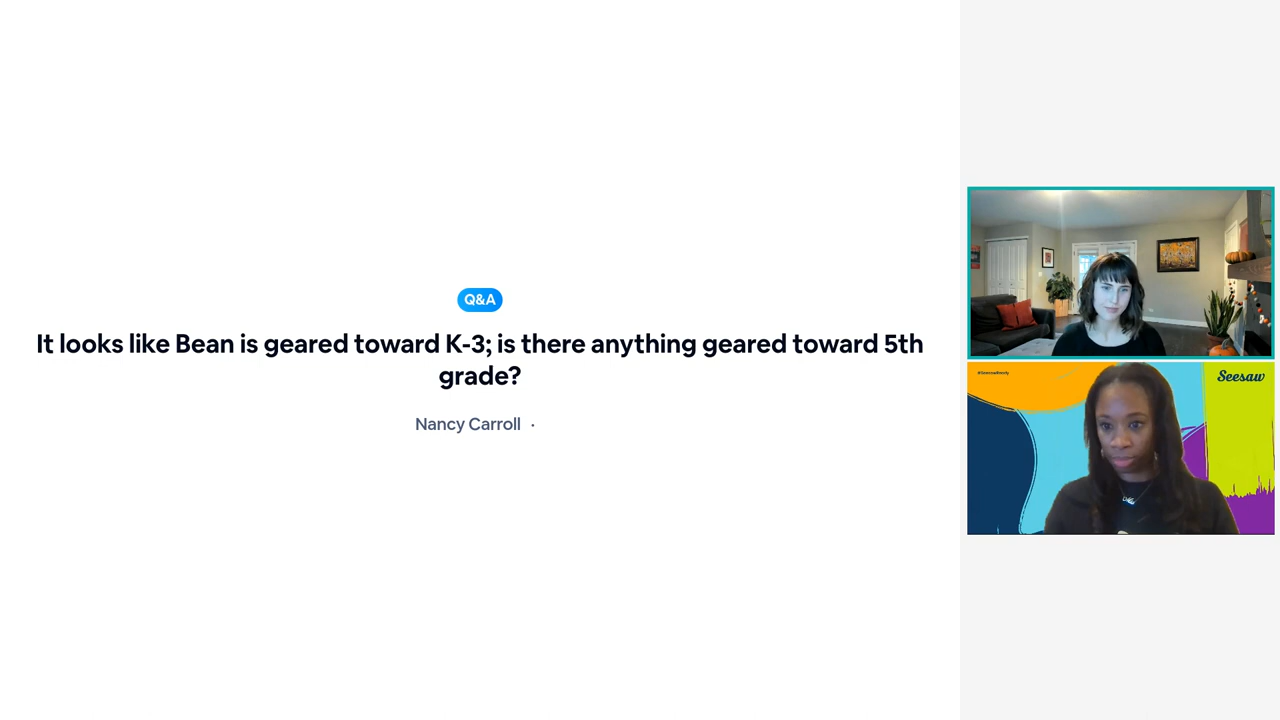 Q&A
It looks like Bean is geared toward K-3; is there anything geared toward 5th
grade?
Nancy Carroll ·
Seesaw